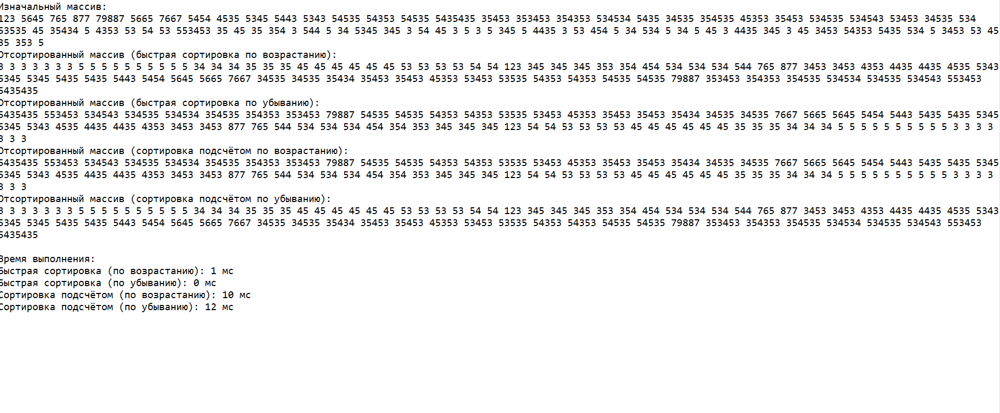 Изначальный массив:
123 5645 765 877 79887 5665 7667 5454 4535 5345 5443 5343 54535 54353 54535 5435435 35453 353453 354353 534534 5435 34535 354535 45353 35453 534535 534543 53453 34535 534
53535 45 35434 5 4353 53 54 53 553453 35 45 35 354 3 544 5 34 5345 345 3 54 45 3 5 3 5 345 5 4435 3 53 454 5 34 534 5 34 5 45 3 4435 345 3 45 3453 54353 5435 534 5 3453 53 45
35 353 5
Отсортированный массив (быстрая сортировка по возрастанию):
3 3 3 3 3 3 3 5 5 5 5 5 5 5 5 5 5 34 34 34 35 35 35 45 45 45 45 45 45 53 53 53 53 54 54 123 345 345 345 353 354 454 534 534 534 544 765 877 3453 3453 4353 4435 4435 4535 5343
5345 5345 5435 5435 5443 5454 5645 5665 7667 34535 34535 35434 35453 35453 45353 53453 53535 54353 54353 54535 54535 79887 353453 354353 354535 534534 534535 534543 553453
5435435
Отсортированный массив (быстрая сортировка по убыванию):
5435435 553453 534543 534535 534534 354535 354353 353453 79887 54535 54535 54353 54353 53535 53453 45353 35453 35453 35434 34535 34535 7667 5665 5645 5454 5443 5435 5435 5345
5345 5343 4535 4435 4435 4353 3453 3453 877 765 544 534 534 534 454 354 353 345 345 345 123 54 54 53 53 53 53 45 45 45 45 45 45 35 35 35 34 34 34 5 5 5 5 5 5 5 5 5 5 3 3 3 3
3 3 3
Отсортированный массив (сортировка подсчётом по возрастанию):
5435435 553453 534543 534535 534534 354535 354353 353453 79887 54535 54535 54353 54353 53535 53453 45353 35453 35453 35434 34535 34535 7667 5665 5645 5454 5443 5435 5435 5345
5345 5343 4535 4435 4435 4353 3453 3453 877 765 544 534 534 534 454 354 353 345 345 345 123 54 54 53 53 53 53 45 45 45 45 45 45 35 35 35 34 34 34 5 5 5 5 5 5 5 5 5 5 3 3 3 3
3 3 3
Отсортированный массив (сортировка подсчётом по убыванию):
3 3 3 3 3 3 3 5 5 5 5 5 5 5 5 5 5 34 34 34 35 35 35 45 45 45 45 45 45 53 53 53 53 54 54 123 345 345 345 353 354 454 534 534 534 544 765 877 3453 3453 4353 4435 4435 4535 5343
5345 5345 5435 5435 5443 5454 5645 5665 7667 34535 34535 35434 35453 35453 45353 53453 53535 54353 54353 54535 54535 79887 353453 354353 354535 534534 534535 534543 553453
5435435
Время выполнения:
Быстрая сортировка (по возрастанию): 1 мс
Быстрая сортировка (по убыванию): 0 мс
Сортировка подсчётом (по возрастанию): 10 мс
Сортировка подсчётом (по убыванию): 12 мс